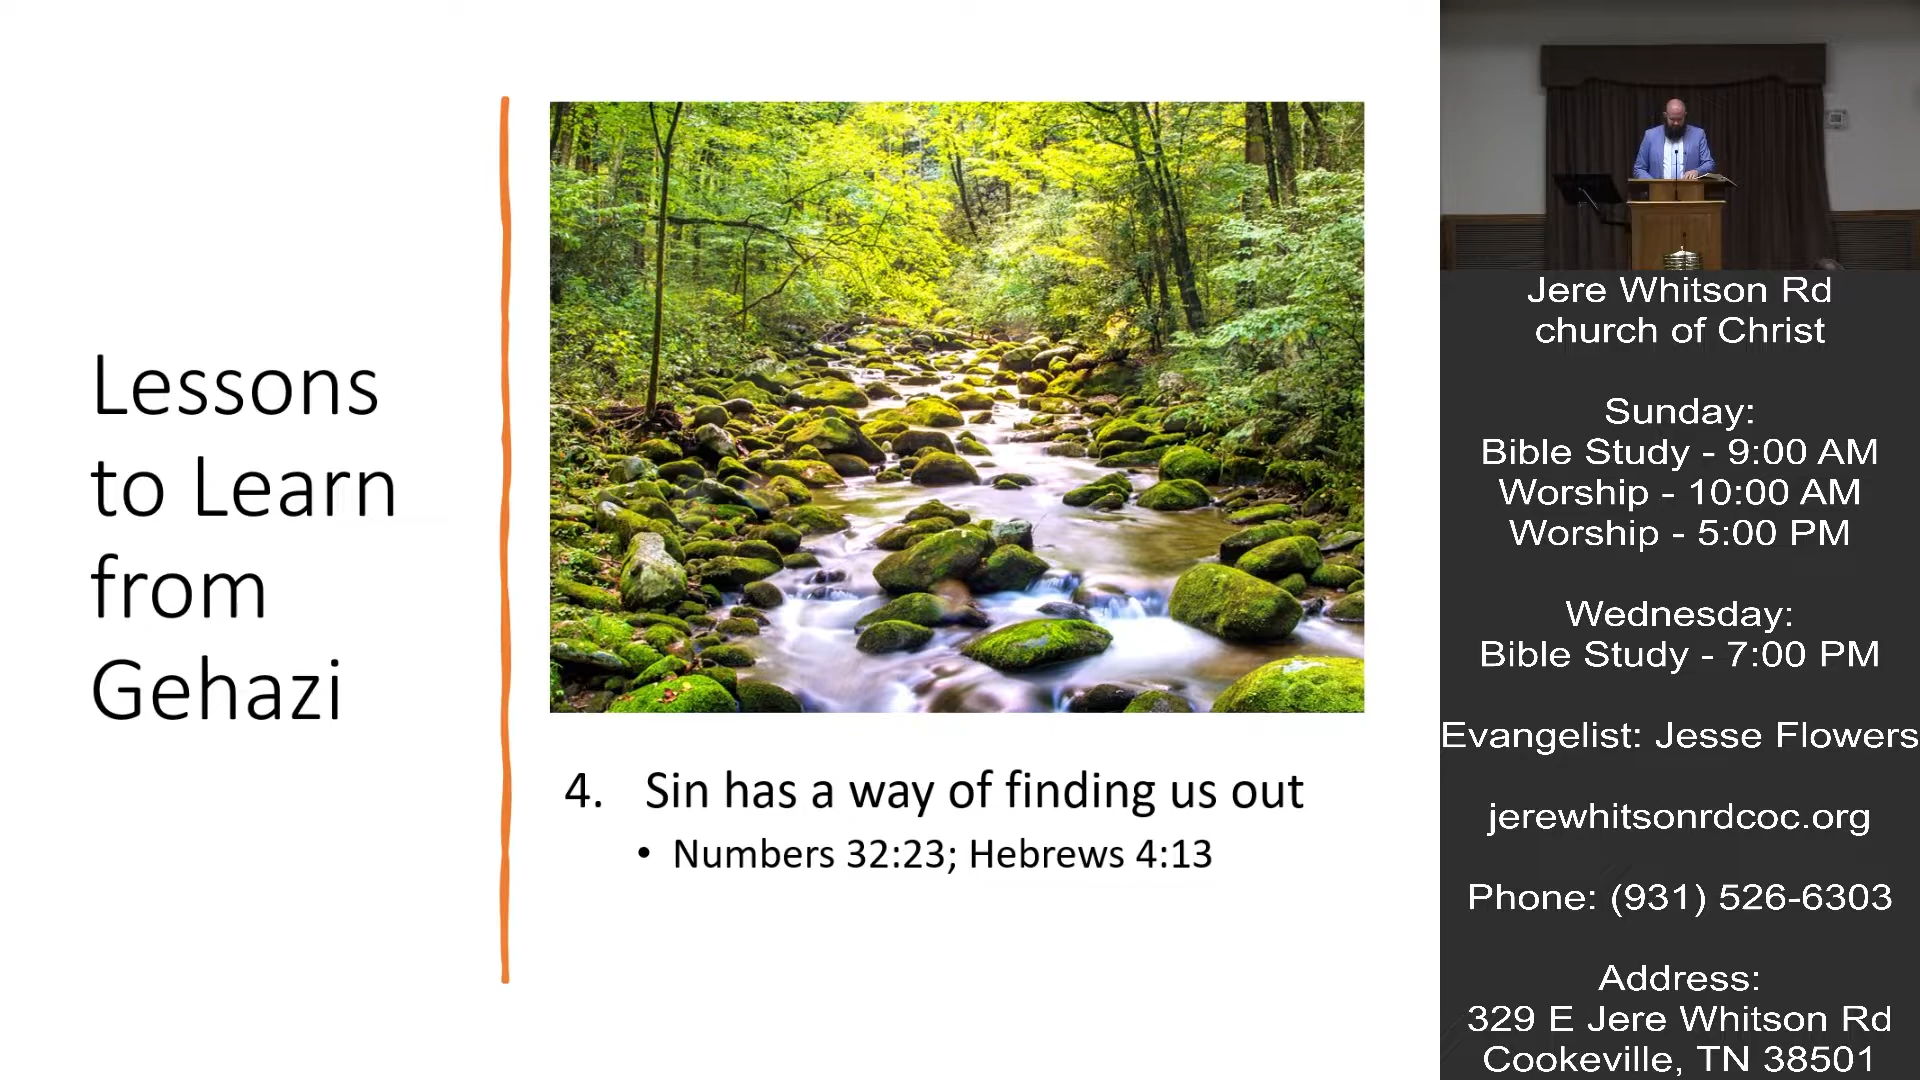 Lessons
to Learn
from
Gehazi
4. Sin has a way of finding us out
• Numbers 32:23; Hebrews 4:13
Jere Whitson Rd
church of Christ
Sunday:
Bible Study - 9:00 AM
Worship - 10:00 AM
Worship - 5:00 PM
Wednesday:
Bible Study - 7:00 PM
Evangelist: Jesse Flowers
jerewhitsonrdcoc.org
Phone: (931) 526-6303
Address:
329 E Jere Whitson Rd
Cookeville, TN 38501